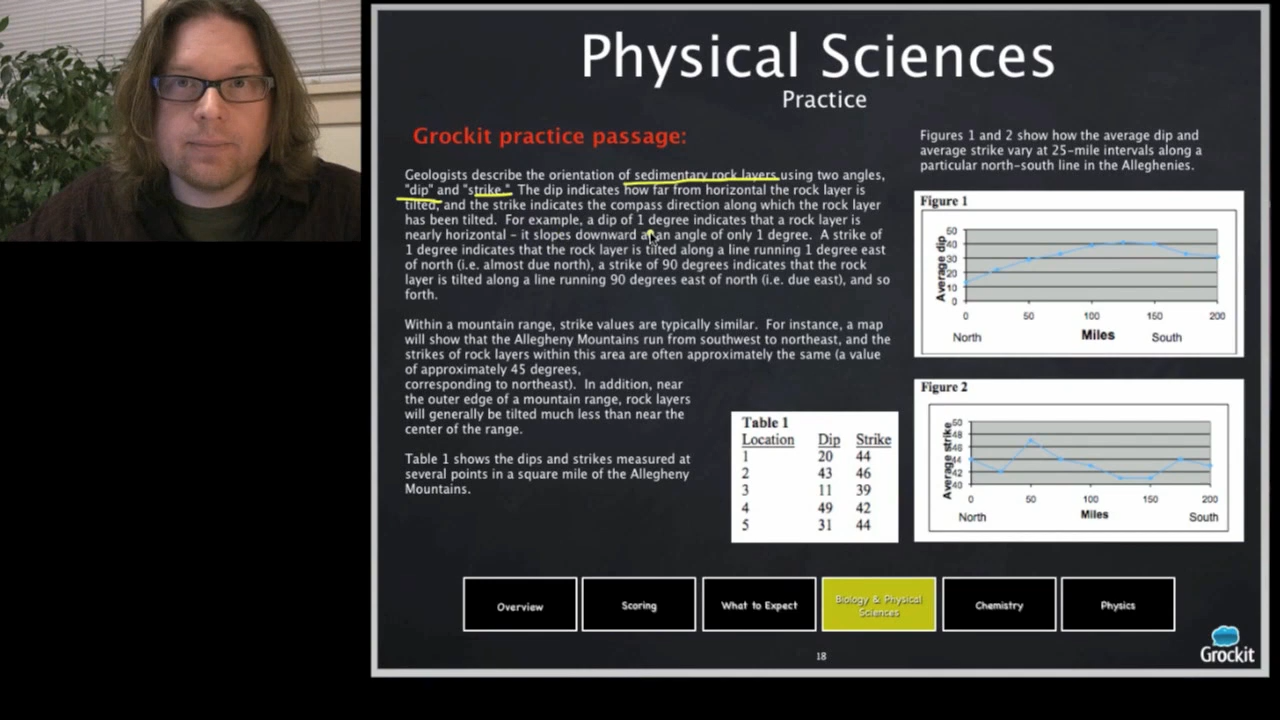 Physical Sciences
Practice
Grockit practice passage:
Geologists describe the orientation of sedimentary rock layers using two angles,
"dip" and "strike." The dip indicates how far from horizontal the rock layer is
tilted, and the strike indicates the compass direction along which the rock layer
has been tilted. For example, a dip of 1 degree indicates that a rock layer is
nearly horizontal - it slopes downward at an angle of only 1 degree. A strike of
1 degree indicates that the rock layer is tilted along a line running 1 degree east
of north (i.e. almost due north), a strike of 90 degrees indicates that the rock
layer is tilted along a line running 90 degrees east of north (i.e. due east), and so
forth.
Within a mountain range, strike values are typically similar. For instance, a map
will show that the Allegheny Mountains run from southwest to northeast, and the
strikes of rock layers within this area are often approximately the same (a value
of approximately 45 degrees,
corresponding to northeast). In addition, near
the outer edge of a mountain range, rock layers
will generally be tilted much less than near the
center of the range.
Table 1 shows the dips and strikes measured at
several points in a square mile of the Allegheny
Mountains.
Table 1
Location Dip Strike
1 20 44
2 43 46
3 11 39
4 49 42
5 31 44
Figures 1 and 2 show how the average dip and
average strike vary at 25-mile intervals along a
particular north-south line in the Alleghenies.
Figure 1
Average dip
50
40
30
20
10
0
0 50 100 150 200
North Miles South
Figure 2
Average strike
50
48
46
44
42
40
0 50 100 150 200
North Miles South
Overview
Scoring
What to Expect
Biology & Physical
Sciences
Chemistry
Physics
18
Grockit